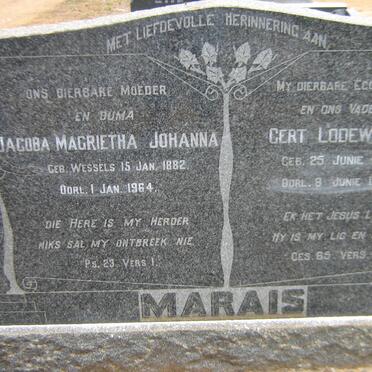 MET LIEFDEVOLLE HERINNERING AAN
ONS DIERBARE MOEDER
EN OUMA
JACOBA MAGRIETHA JOHANNA
GEB. WESSELS 15 JAN. 1882
OORL. 1 JAN. 1964
DIE HERE IS MY HERDER
NIKS SAL MY ONTBREEK NIE
PS. 23 VERS 1.
MY DIERBARE
EN ONS
GERT
GEB. 25 JUNIE
OORL. 9 JUNIE
EK HET JESUS
HY IS MY LIG EN
GES 65 VERS
MARAIS